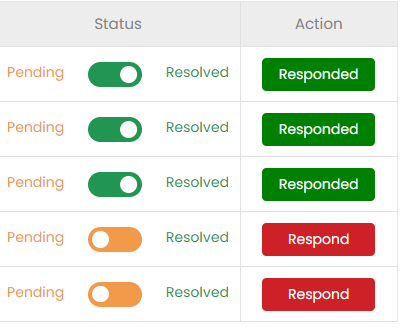 Status Action
Pending Resolved Responded
Pending Resolved Responded
Pending Resolved Responded
Pending Resolved Respond
Pending Resolved Respond